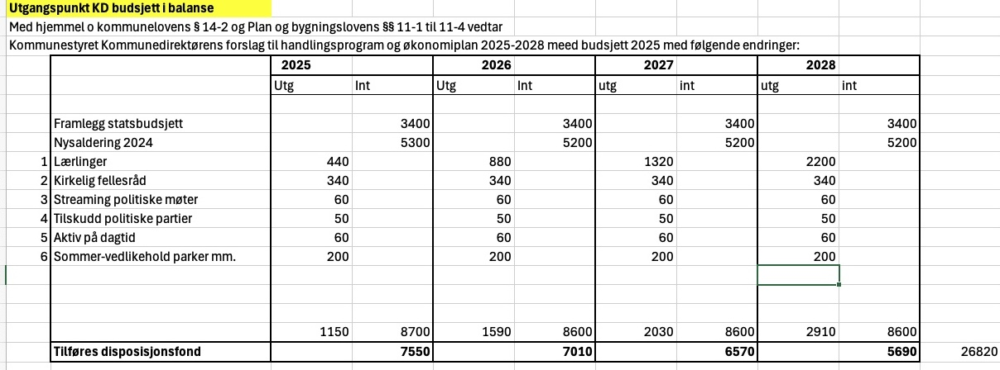 Utgangspunkt KD budsjett i balanse
Med hjemmel o kommunelovens § 14-2 og Plan og bygningslovens §§ 11-1 til 11-4 vedtar
Kommunestyret Kommunedirektørens forslag til handlingsprogram og økonomiplan 2025-2028 meed budsjett 2025 med følgende endringer:
2025 2026 2027 2028
Utg Int Utg Int utg int utg int
Framlegg statsbudsjett 3400 3400 3400 3400
Nysaldering 2024 5300 5200 5200 5200
1 Lærlinger 440 880 1320 2200
2 Kirkelig fellesråd 340 340 340 340
3 Streaming politiske møter 60 60 60 60
4 Tilskudd politiske partier 50 50 50 50
5 Aktiv på dagtid 60 60 60 60
6 Sommer-vedlikehold parker mm. 200 200 200 200
1150 8700 1590 8600 2030 8600 2910 8600
Tilføres disposisjonsfond 7550 7010 6570 5690 26820